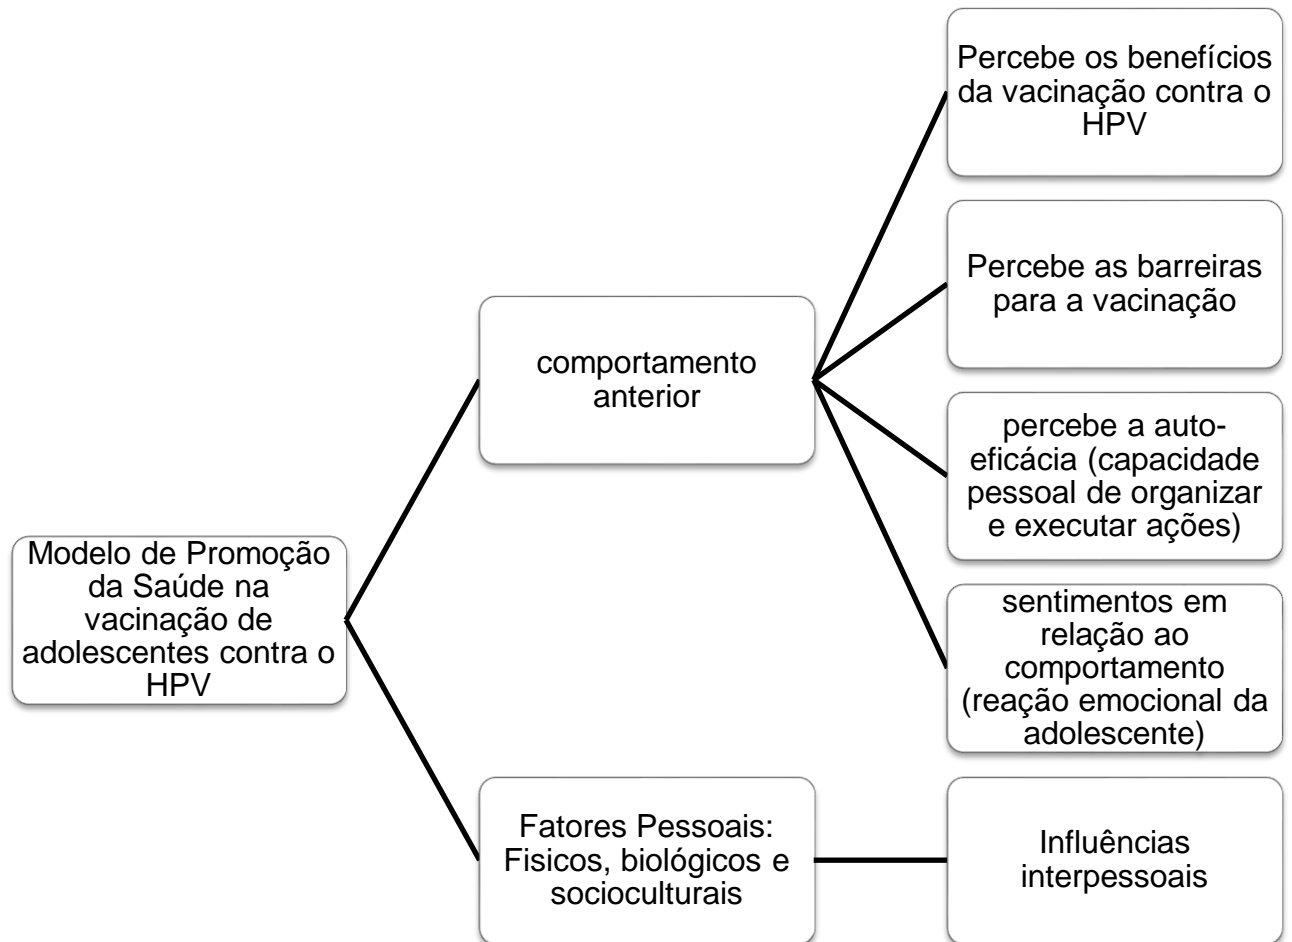 Modelo de Promoção
da Saúde na
vacinação de
adolescentes contra o
HPV
comportamento
anterior
Percebe os benefícios
da vacinação contra o
HPV
Percebe as barreiras
para a vacinação
percebe a auto-
eficácia (capacidade
pessoal de organizar
e executar ações)
sentimentos em
relação ao
comportamento
(reação emocional da
adolescente)
Fatores Pessoais:
Fisicos, biológicos e
socioculturais
Influências
interpessoais